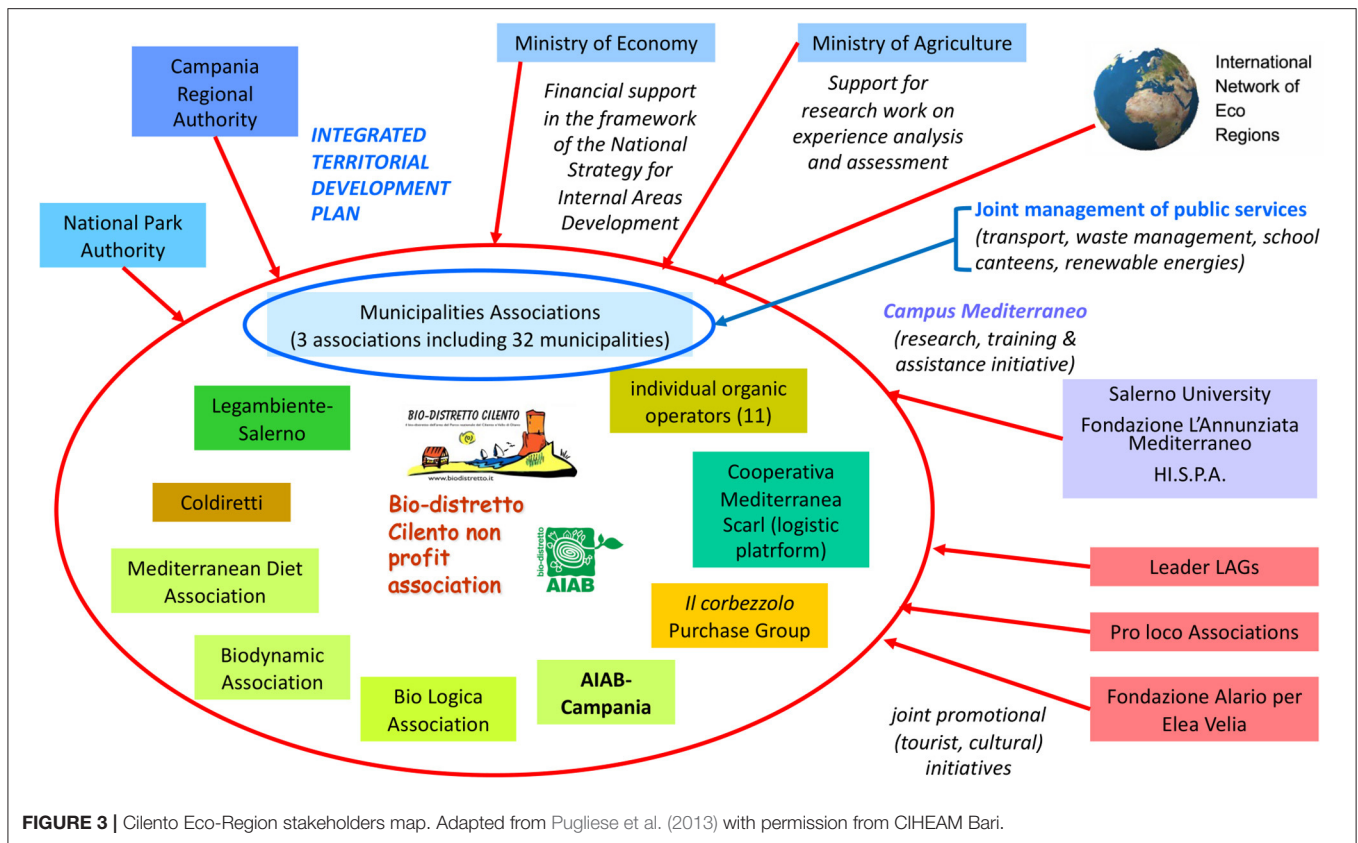 Campania
Regional
Authority
Ministry of Economy
Ministry of Agriculture
International
Network of
Eco
Regions
INTEGRATED
TERRITORIAL
DEVELOPMENT
PLAN
Financial support
in the framework
of the National
Strategy for
Internal Areas
Development
Support for
research work on
experience analysis
and assessment
National Park
Authority
Joint management of public services
(transport, waste management, school
canteens, renewable energies)
Municipalities Associations
(3 associations including 32 municipalities)
Campus Mediterraneo
(research, training &
assistance initiative)
Legambiente-
Salerno
BIO-DISTRETTO CILENTO
www.biodistretto.it
individual organic
operators (11)
Salerno University
Fondazione L'Annunziata
Mediterraneo
HI.S.P.A.
Coldiretti
Bio-distretto
Cilento non
profit
association
bio-distretto
AIAB
Cooperativa
Mediterranea
Scarl (logistic
platrform)
Mediterranean Diet
Association
Leader LAGs
Il corbezzolo
Purchase Group
Pro loco Associations
Biodynamic
Association
Bio Logica
Association
AIAB-
Campania
Fondazione Alario per
Elea Velia
joint promotional
(tourist, cultural)
initiatives
FIGURE 3 | Cilento Eco-Region stakeholders map. Adapted from Pugliese et al. (2013) with permission from CIHEAM Bari.